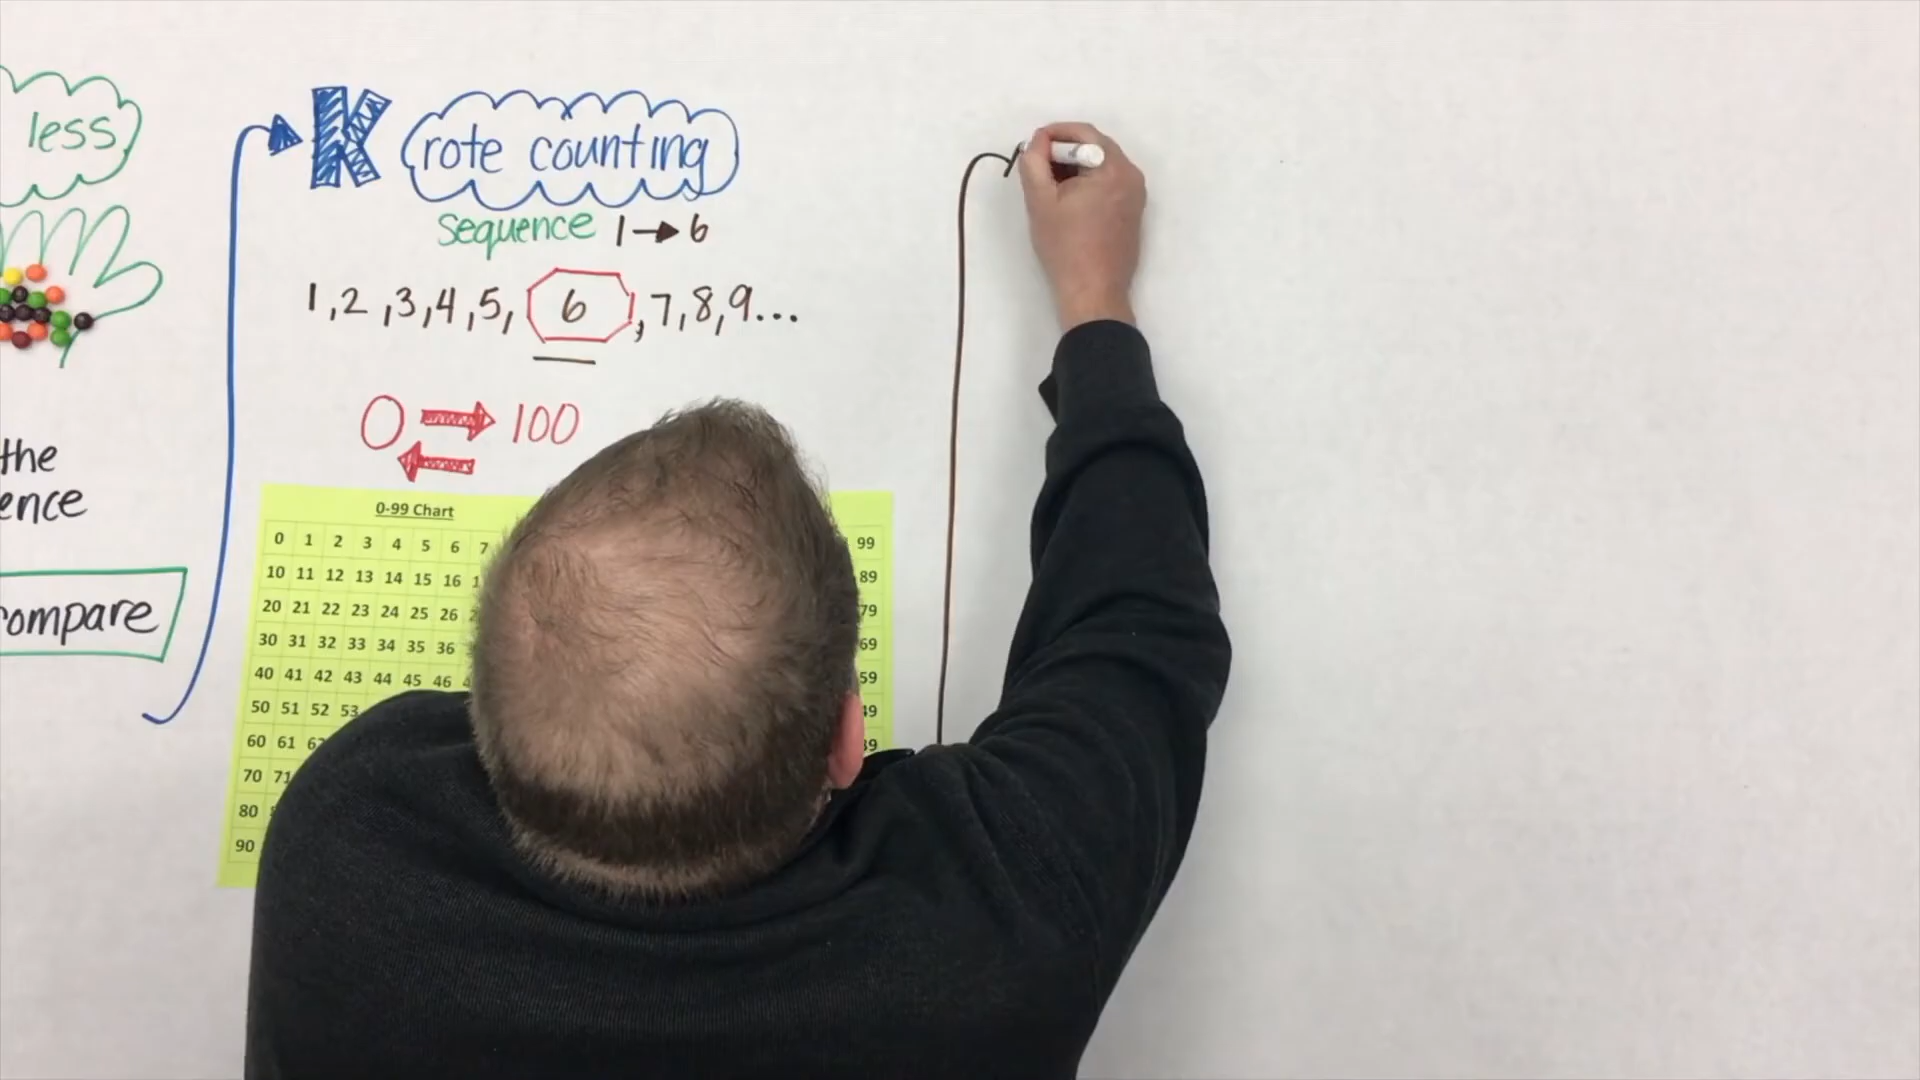 less
the
ence
compare
K rote counting
sequence 1 → 6
1, 2, 3, 4, 5, 6, 7, 8, 9...
0 → 100
←
0-99 Chart
0 1 2 3 4 5 6 7 99
10 11 12 13 14 15 16 89
20 21 22 23 24 25 26 79
30 31 32 33 34 35 36 69
40 41 42 43 44 45 46 59
50 51 52 53 49
60 61 39
70 71
80
90